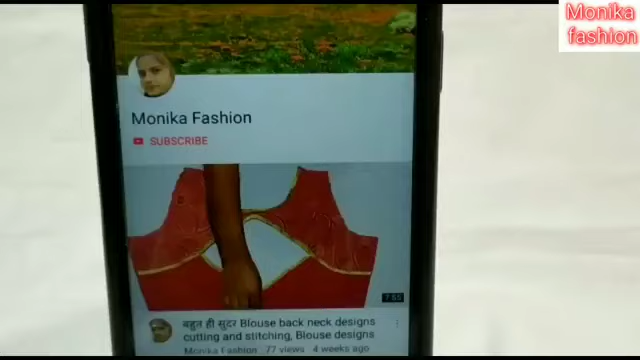 Monika
fashion
Monika Fashion
SUBSCRIBE
7:55
बहुत ही सुंदर Blouse back neck designs
cutting and stitching, Blouse designs
Monika Fashion 77 views 4 weeks ago